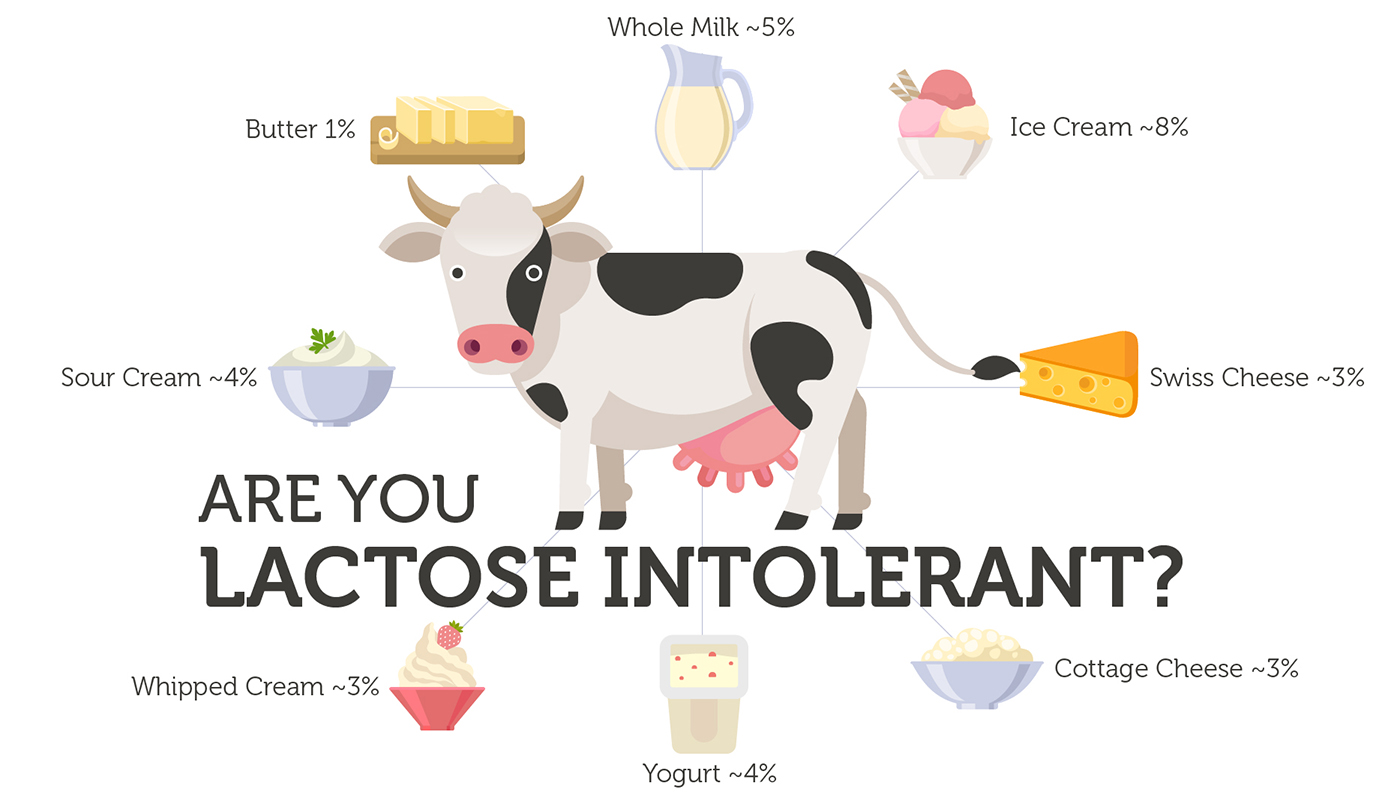 Whole Milk ~5%
Butter 1%
Ice Cream ~8%
Sour Cream ~4%
Swiss Cheese ~3%
ARE YOU
LACTOSE INTOLERANT?
Whipped Cream ~3%
Cottage Cheese ~3%
Yogurt ~4%